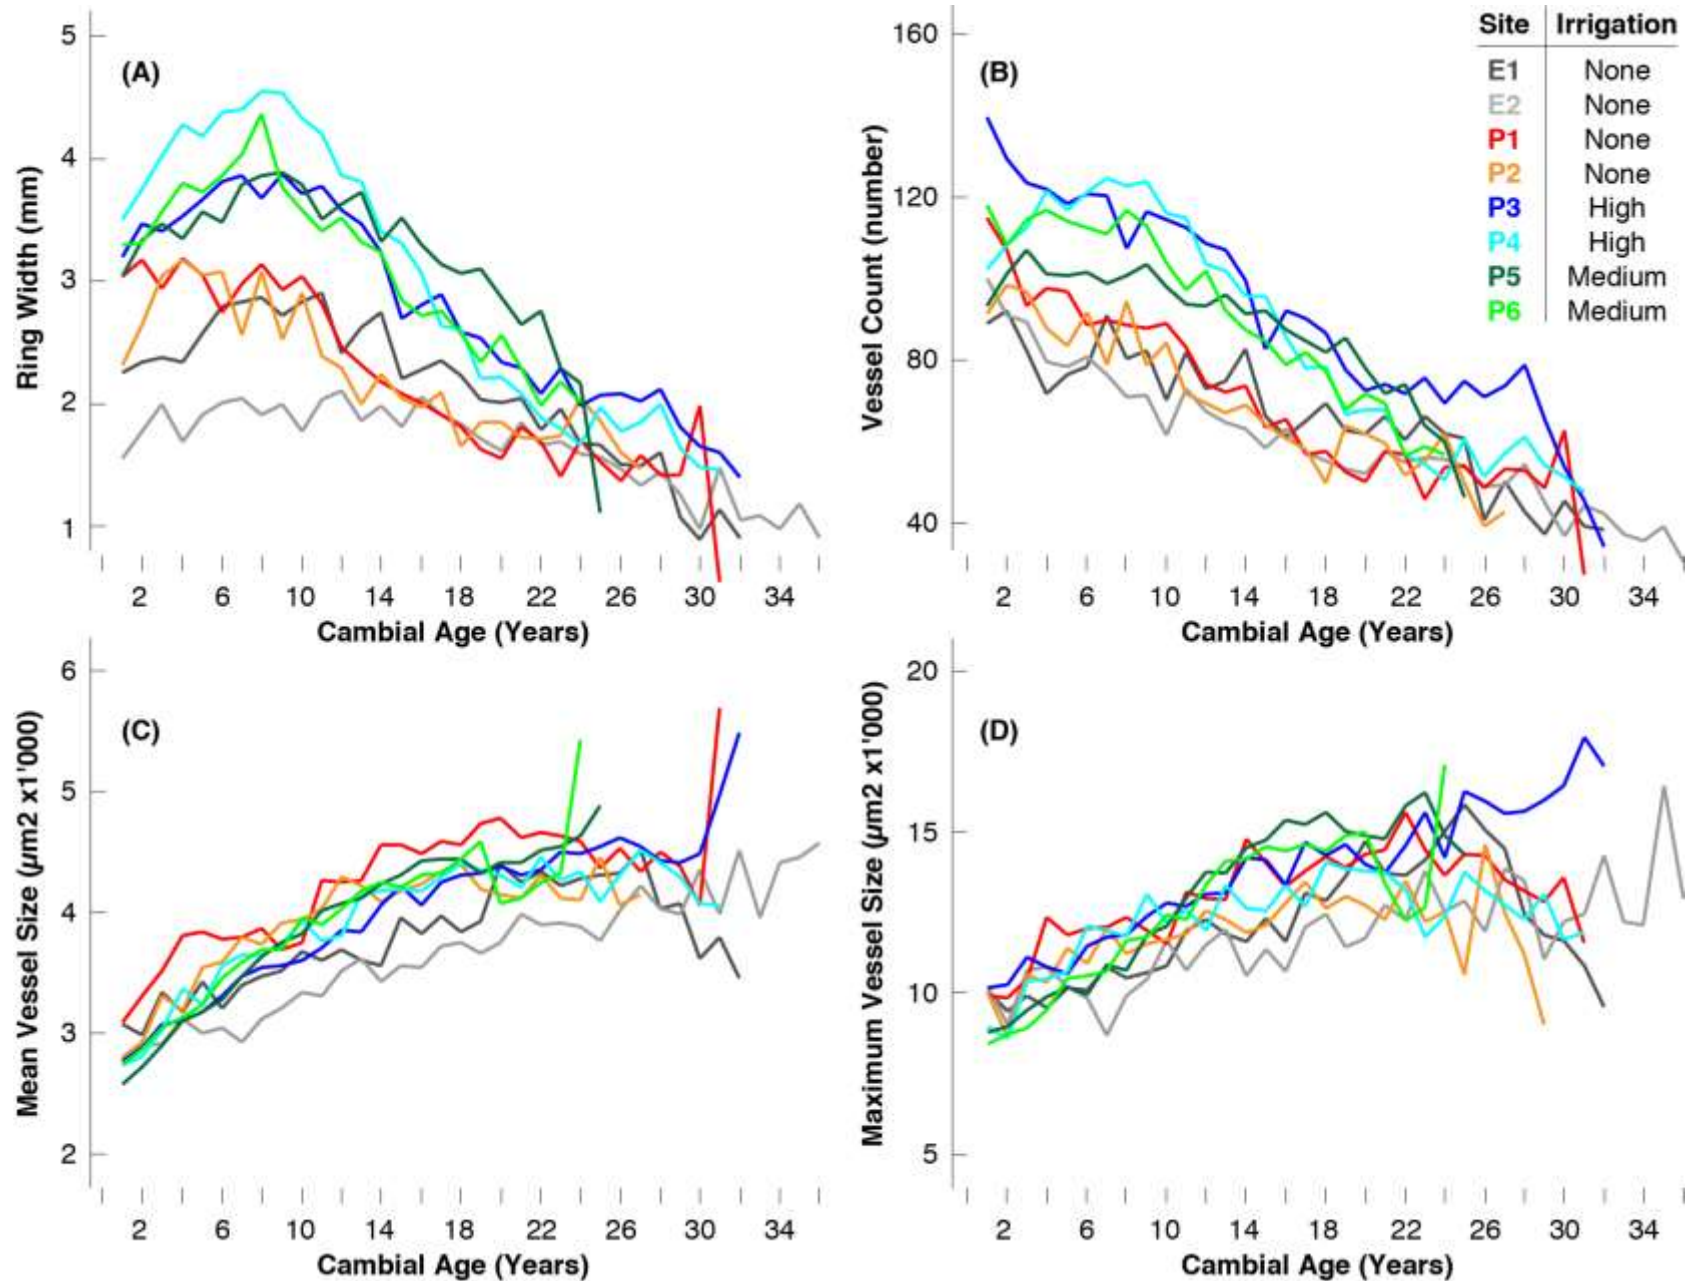 (A)
Ring Width (mm)
5
4
3
2
1
2 6 10 14 18 22 26 30 34
Cambial Age (Years)
(B)
Vessel Count (number)
160
120
80
40
2 6 10 14 18 22 26 30 34
Cambial Age (Years)
Site Irrigation
E1 None
E2 None
P1 None
P2 None
P3 High
P4 High
P5 Medium
P6 Medium
(C)
Mean Vessel Size (µm2 x1'000)
6
5
4
3
2
2 6 10 14 18 22 26 30 34
Cambial Age (Years)
(D)
Maximum Vessel Size (µm2 x1'000)
20
15
10
5
2 6 10 14 18 22 26 30 34
Cambial Age (Years)